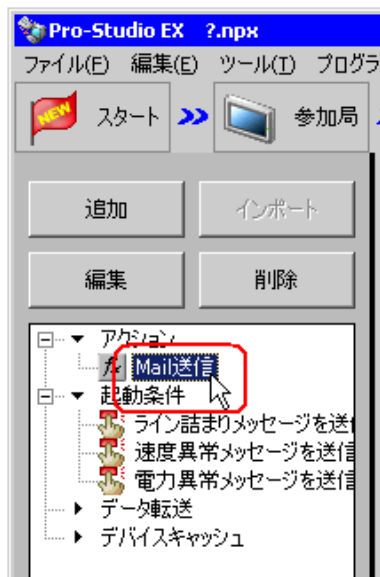 Pro-Studio EX ?.npx
ファイル(F) 編集(E) ツール(T) プログラ
NEW スタート 参加局
追加 インポート
編集 削除
アクション
fx Mail送信
起動条件
ライン詰まりメッセージを送
速度異常メッセージを送信
電力異常メッセージを送信
データ転送
デバイスキャッシュ